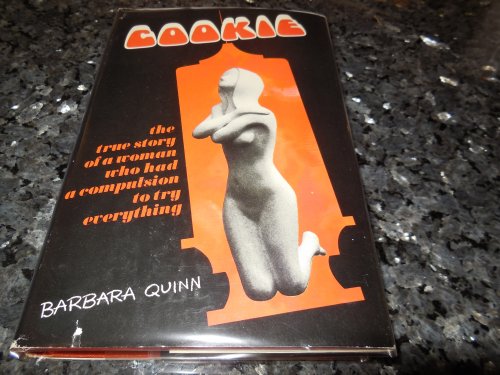 COOKIE
the
true story
of a woman
who had
a compulsion
to try
everything
BARBARA QUINN